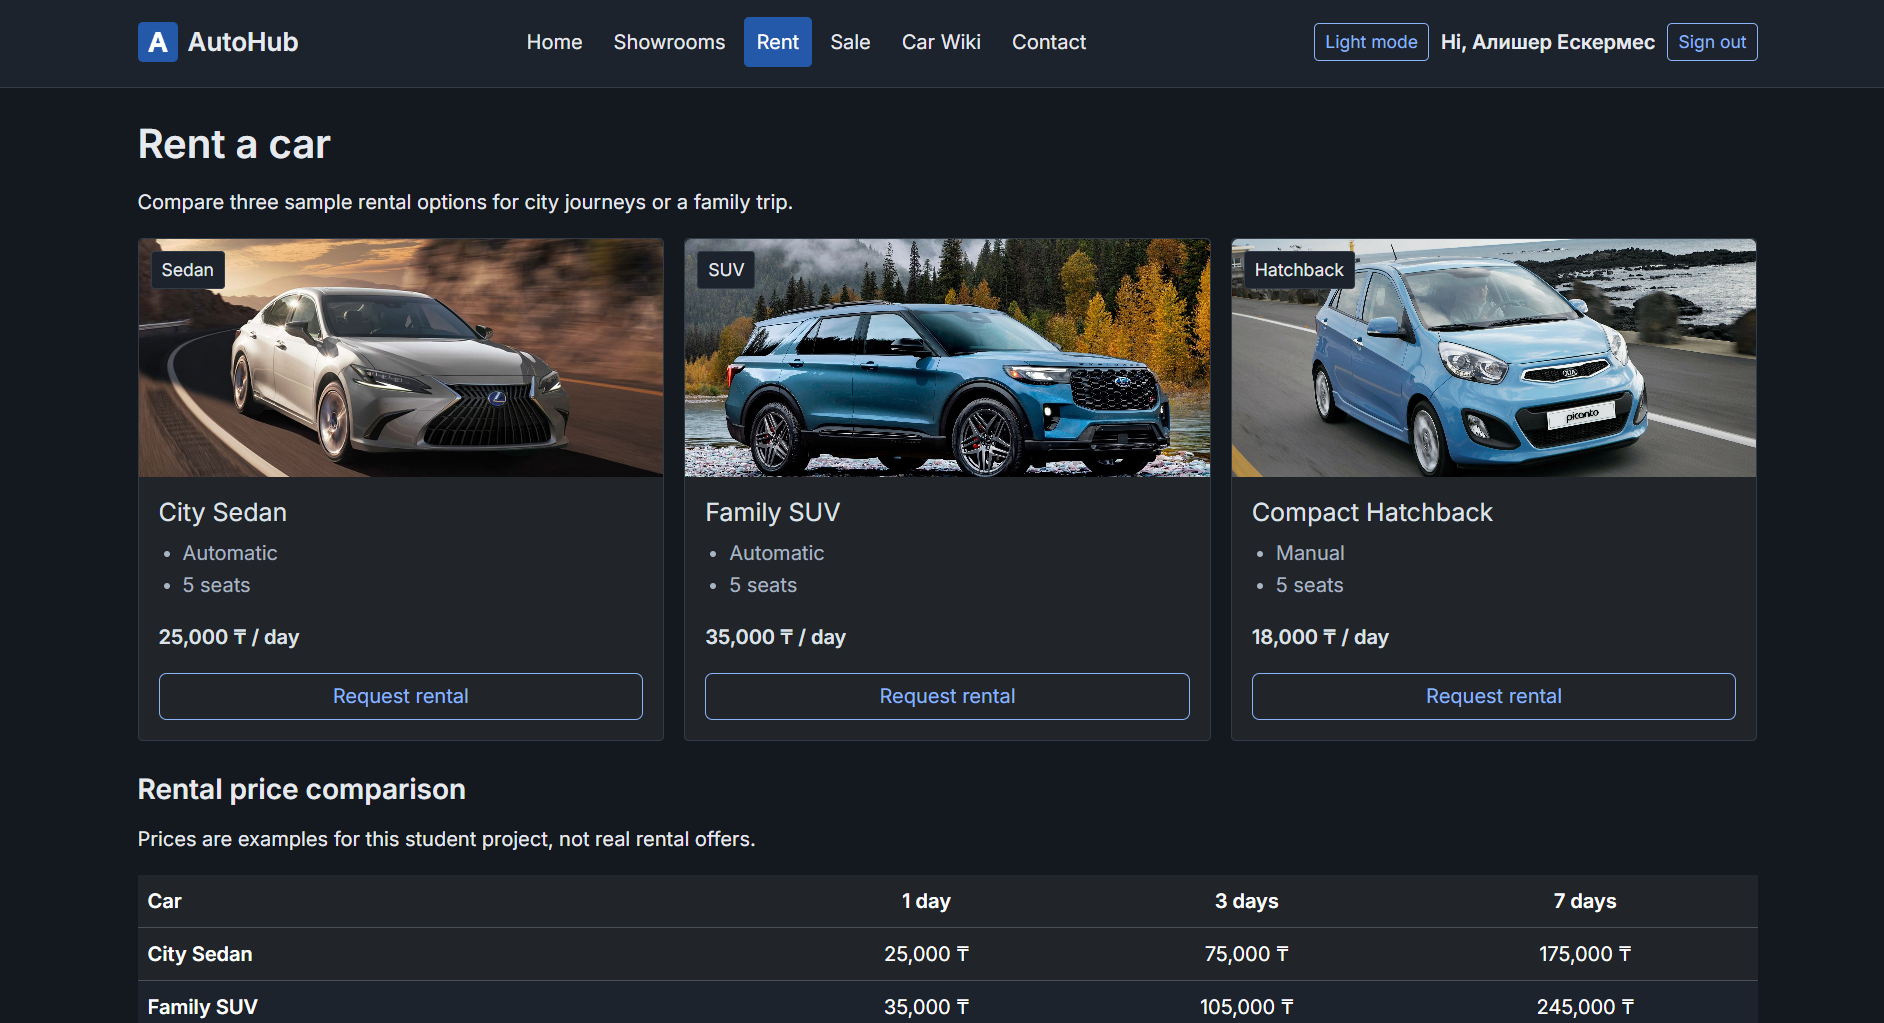 A AutoHub Home Showrooms Rent Sale Car Wiki Contact Light mode Hi, Алишер Ескермес Sign out
Rent a car
Compare three sample rental options for city journeys or a family trip.
Sedan
SUV
Hatchback
picanto
KIA
City Sedan
• Automatic
• 5 seats
25,000 ₸ / day
Request rental
Family SUV
• Automatic
• 5 seats
35,000 ₸ / day
Request rental
Compact Hatchback
• Manual
• 5 seats
18,000 ₸ / day
Request rental
Rental price comparison
Prices are examples for this student project, not real rental offers.
Car 1 day 3 days 7 days
City Sedan 25,000 ₸ 75,000 ₸ 175,000 ₸
Family SUV 35,000 ₸ 105,000 ₸ 245,000 ₸